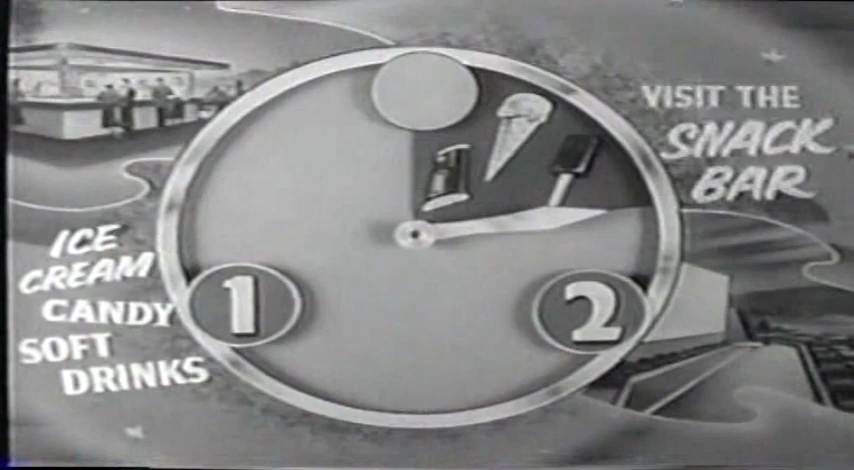 VISIT THE
SNACK
BAR
ICE
CREAM
CANDY
SOFT
DRINKS
1
2